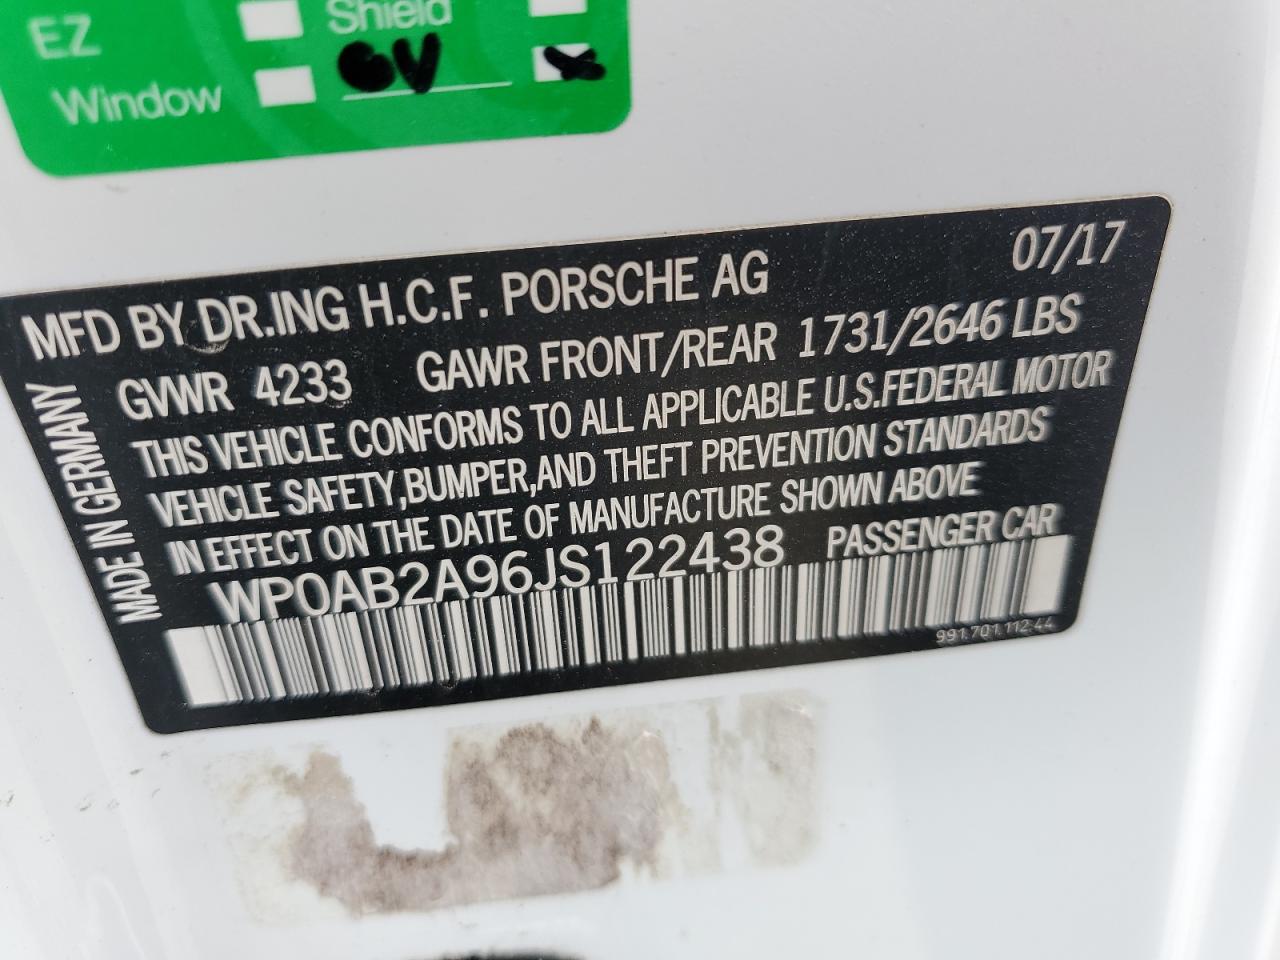 EZ
Shield
Window
GV
MFD BY DR.ING H.C.F. PORSCHE AG
07/17
GVWR 4233 GAWR FRONT/REAR 1731/2646 LBS
THIS VEHICLE CONFORMS TO ALL APPLICABLE U.S.FEDERAL MOTOR
VEHICLE SAFETY,BUMPER,AND THEFT PREVENTION STANDARDS
IN EFFECT ON THE DATE OF MANUFACTURE SHOWN ABOVE
WP0AB2A96JS122438 PASSENGER CAR
991.701.112.44
MADE IN GERMANY